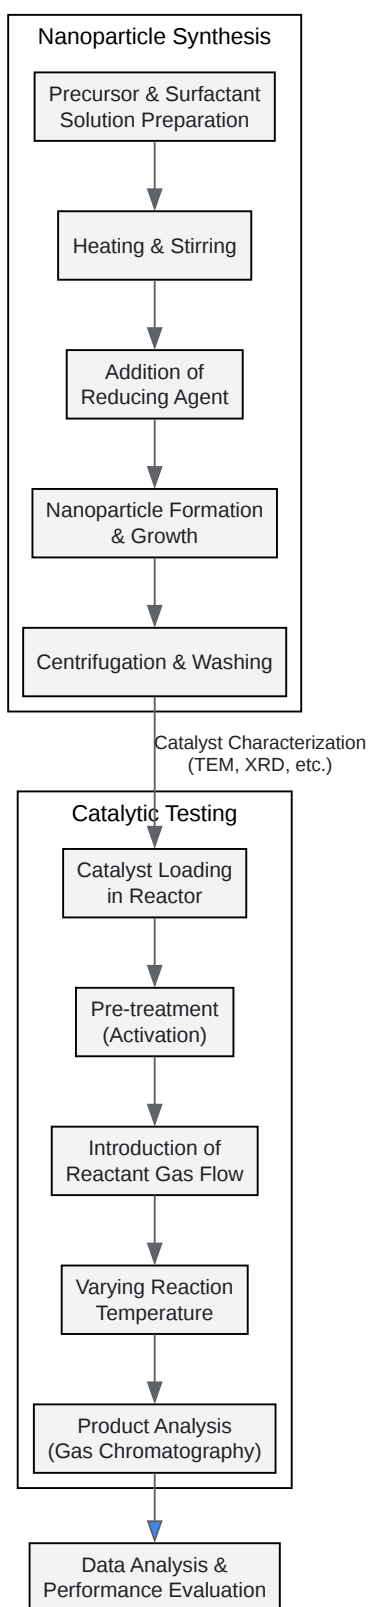 Nanoparticle Synthesis
Precursor & Surfactant
Solution Preparation
Heating & Stirring
Addition of
Reducing Agent
Nanoparticle Formation
& Growth
Centrifugation & Washing
Catalyst Characterization
(TEM, XRD, etc.)
Catalytic Testing
Catalyst Loading
in Reactor
Pre-treatment
(Activation)
Introduction of
Reactant Gas Flow
Varying Reaction
Temperature
Product Analysis
(Gas Chromatography)
Data Analysis &
Performance Evaluation